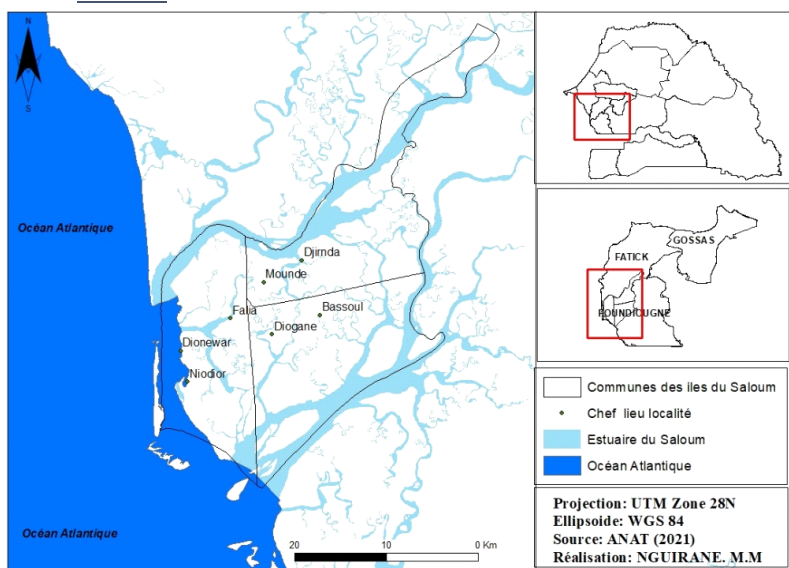 N
S
Océan Atlantique
Djirnda
Mounde
Falia
Bassoul
Diogane
Dionewar
Niodior
Océan Atlantique
20 10 0 Km
GOSSAS
FATICK
FOUNDIOUGNE
Communes des iles du Saloum
Chef lieu localité
Estuaire du Saloum
Océan Atlantique
Projection: UTM Zone 28N
Ellipsoide: WGS 84
Source: ANAT (2021)
Réalisation: NGUIRANE. M.M